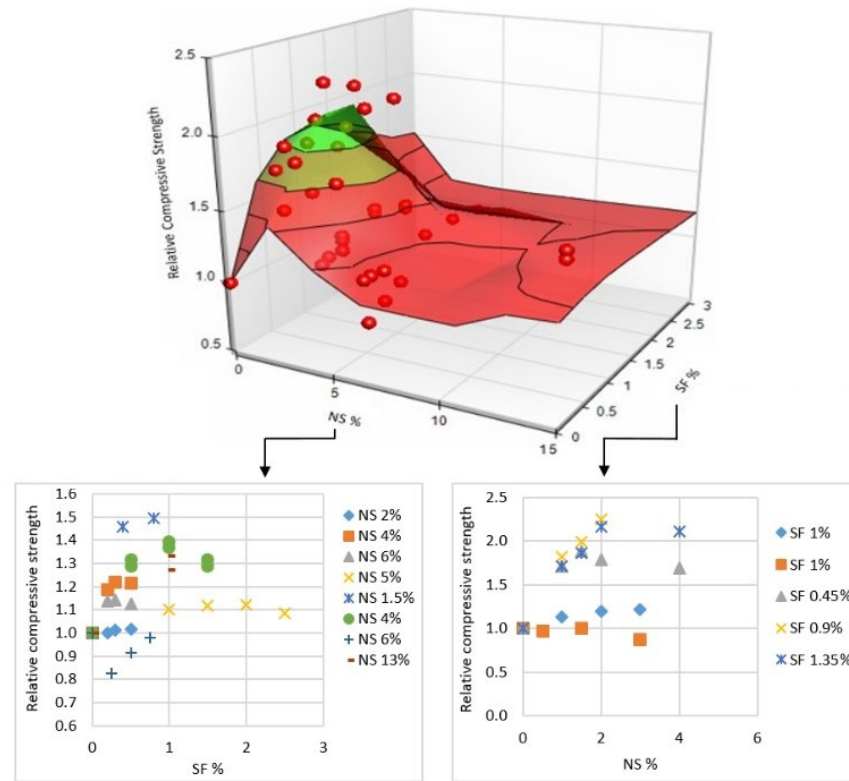 2.5
2.0
1.5
1.0
0.5
Relative Compressive Strength
0
5
10
15
NS %
0
0.5
1
1.5
2
2.5
3
SF %
1.6
1.5
1.4
1.3
1.2
1.1
1.0
0.9
0.8
0.7
0.6
Relative compressive strength
0 1 2 3
SF %
NS 2%
NS 4%
NS 6%
NS 5%
NS 1.5%
NS 4%
NS 6%
NS 13%
2.5
2.0
1.5
1.0
0.5
0.0
Relative compressive strength
0 2 4 6
NS %
SF 1%
SF 1%
SF 0.45%
SF 0.9%
SF 1.35%